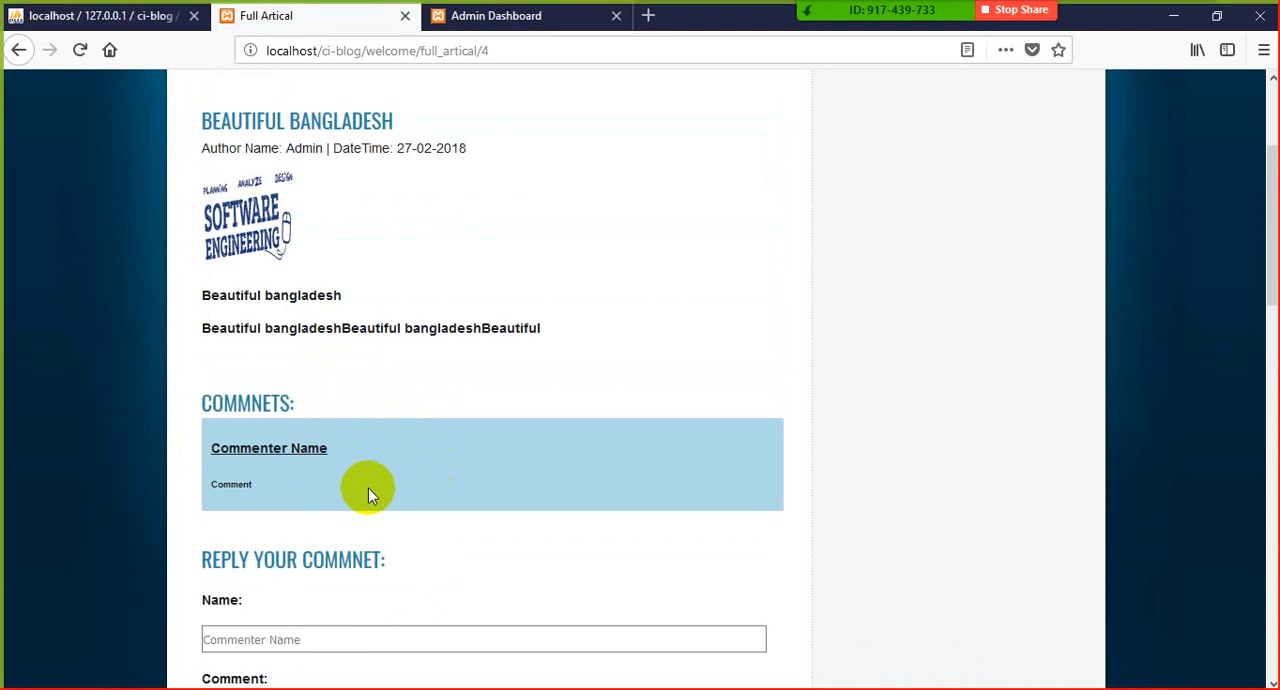 localhost / 127.0.0.1 / ci-blog /
Full Artical
Admin Dashboard
ID: 917-439-733
Stop Share
localhost/ci-blog/welcome/full_artical/4
BEAUTIFUL BANGLADESH
Author Name: Admin | DateTime: 27-02-2018
PLANNING ANALYZE DESIGN
SOFTWARE
ENGINEERING
Beautiful bangladesh
Beautiful bangladeshBeautiful bangladeshBeautiful
COMMNETS:
Commenter Name
Comment
REPLY YOUR COMMNET:
Name:
Commenter Name
Comment: